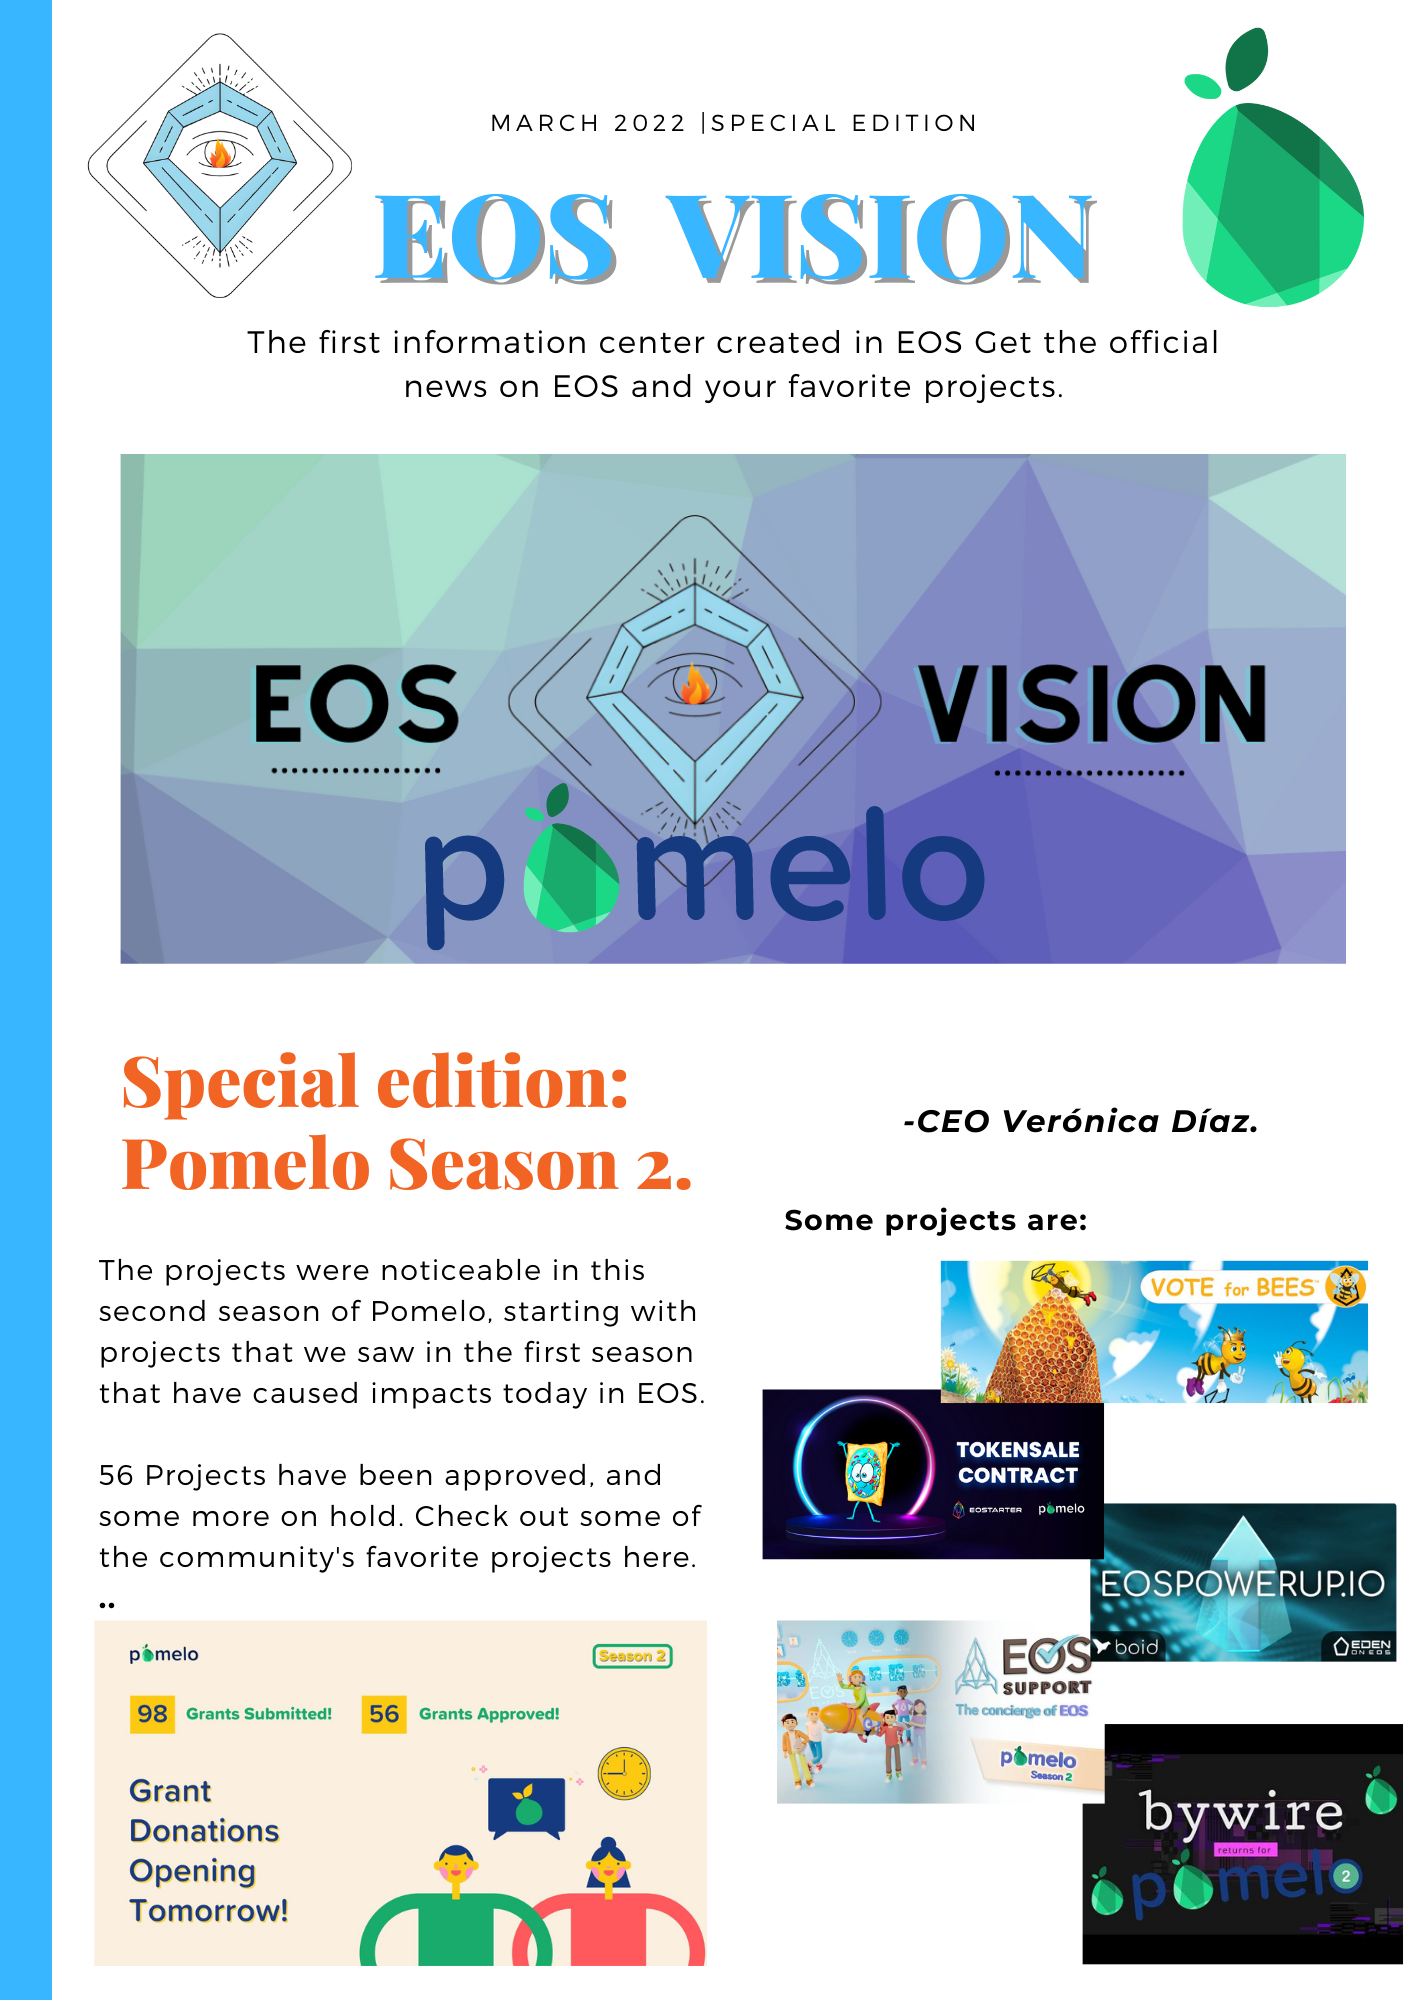 MARCH 2022 |SPECIAL EDITION
EOS VISION
The first information center created in EOS Get the official
news on EOS and your favorite projects.
EOS VISION
pomelo
Special edition:
Pomelo Season 2.
The projects were noticeable in this
second season of Pomelo, starting with
projects that we saw in the first season
that have caused impacts today in EOS.
56 Projects have been approved, and
some more on hold. Check out some of
the community's favorite projects here.
..
pomelo
Season 2
98 Grants Submitted!
56 Grants Approved!
Grant
Donations
Opening
Tomorrow!
-CEO Verónica Díaz.
Some projects are:
VOTE for BEES™
TOKENSALE
CONTRACT
EOSTARTER pomelo
EOSPOWERUP.IO
boid
EDEN
ON EOS
EOS
EOS
SUPPORT
The concierge of EOS
pomelo
Season 2
bywire
returns for
pomelo
2